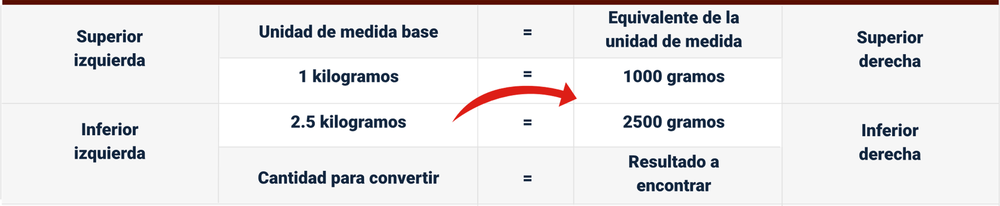 Superior
izquierda
Unidad de medida base
=
Equivalente de la
unidad de medida
Superior
derecha
1 kilogramos
=
1000 gramos
Inferior
izquierda
2.5 kilogramos
=
2500 gramos
Inferior
derecha
Cantidad para convertir
=
Resultado a
encontrar